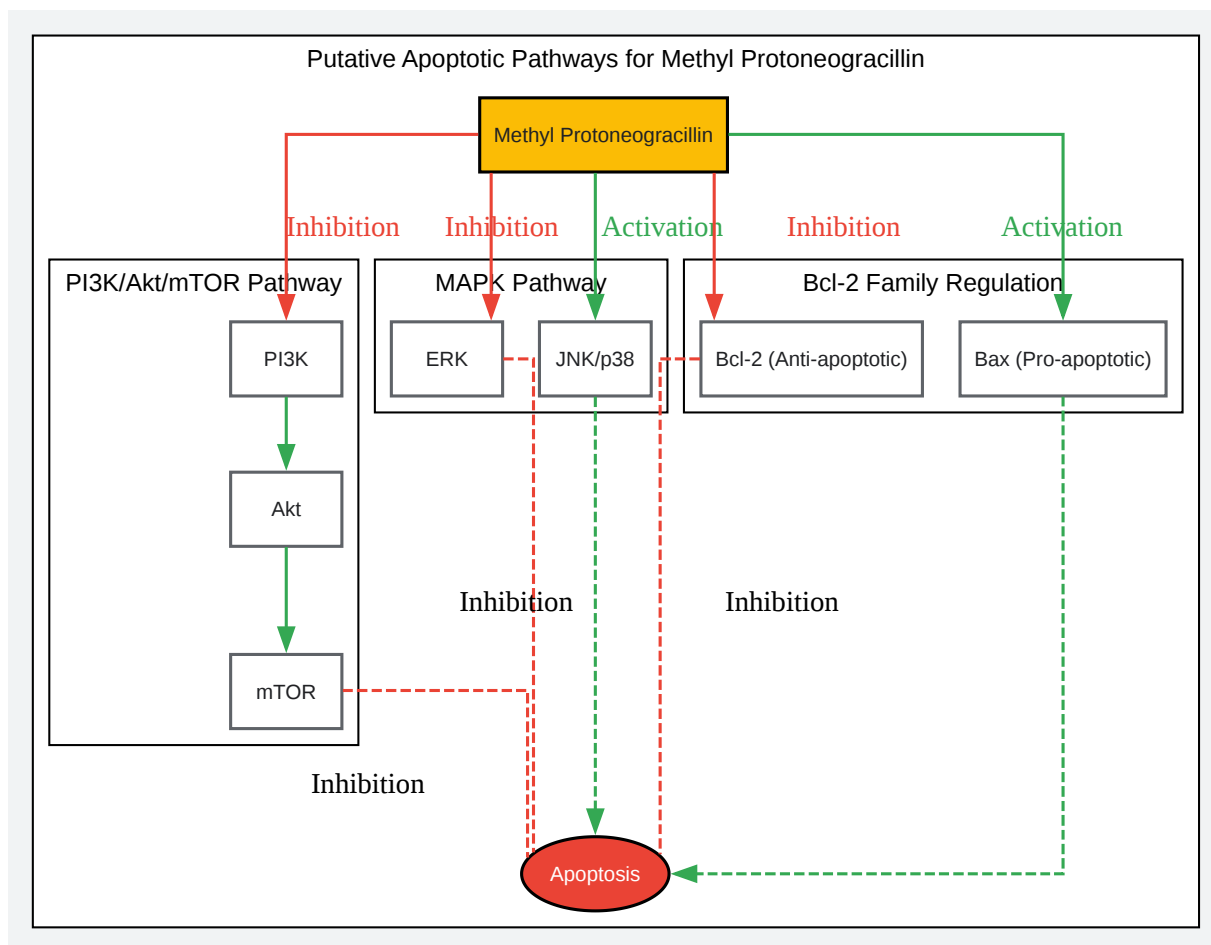 Putative Apoptotic Pathways for Methyl Protoneogracillin
Methyl Protoneogracillin
Inhibition
Inhibition
Activation
Inhibition
Activation
PI3K/Akt/mTOR Pathway
MAPK Pathway
Bcl-2 Family Regulation
PI3K
ERK
JNK/p38
Bcl-2 (Anti-apoptotic)
Bax (Pro-apoptotic)
Akt
Inhibition
Inhibition
mTOR
Inhibition
Apoptosis